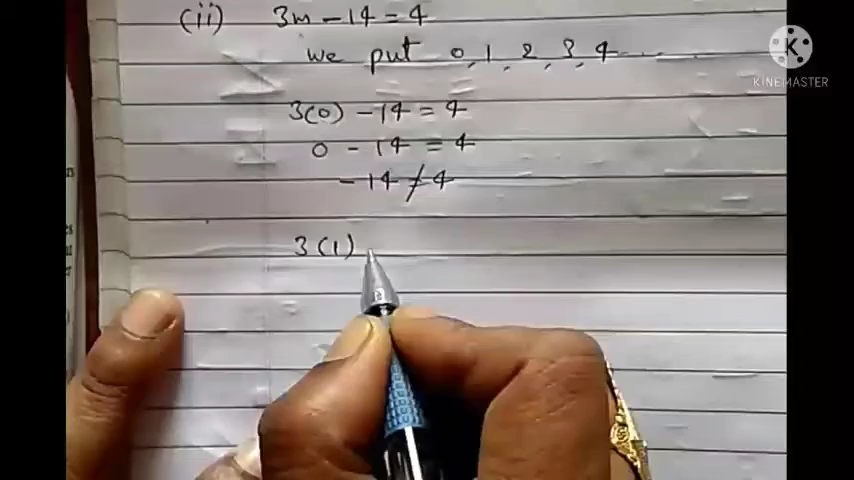 (ii) 3m - 14 = 4
we put 0, 1, 2, 3, 4 ......
K
KINEMASTER
3(0) - 14 = 4
0 - 14 = 4
- 14 ≠ 4
3(1)